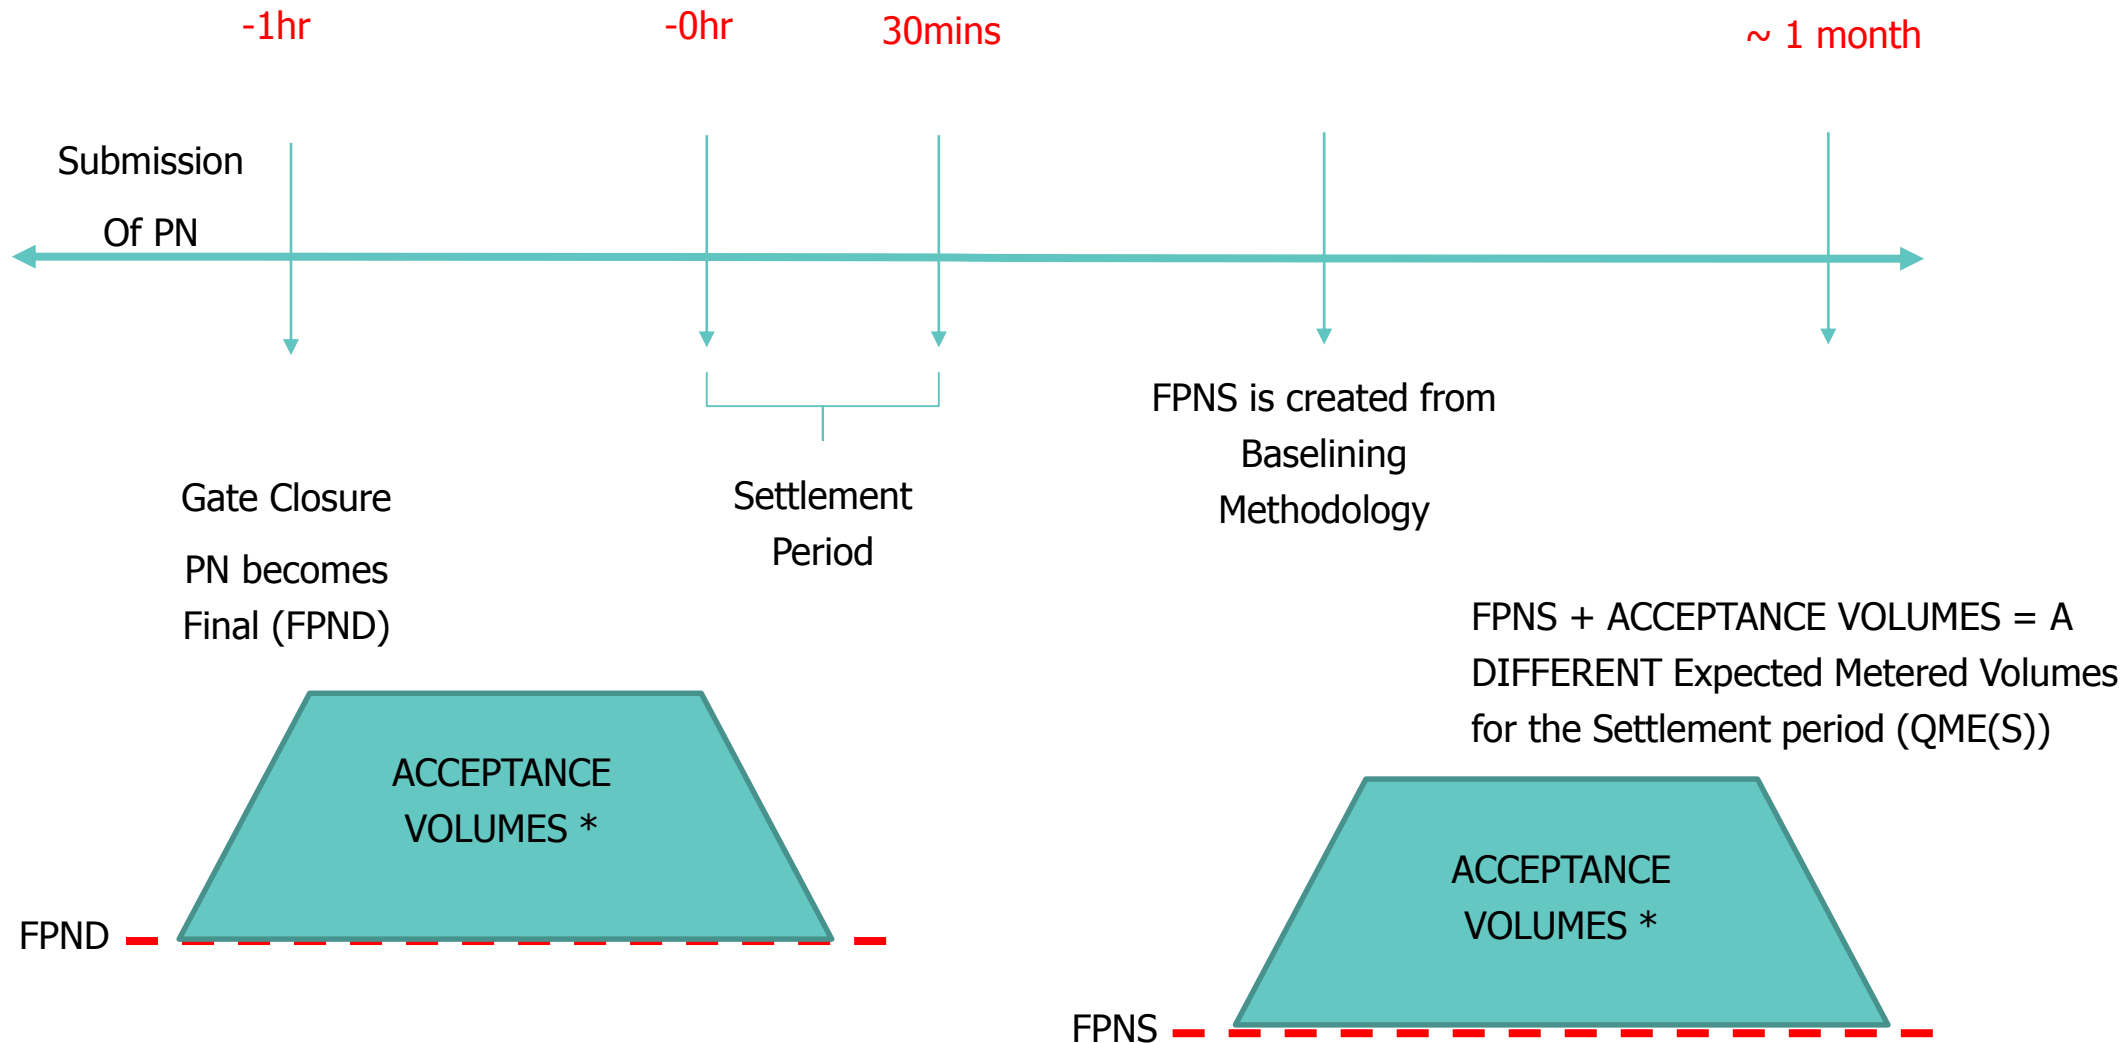 -1hr
-0hr
30mins
~ 1 month
Submission
Of PN
Gate Closure
PN becomes
Final (FPND)
Settlement
Period
FPNS is created from
Baselining
Methodology
FPNS + ACCEPTANCE VOLUMES = A
DIFFERENT Expected Metered Volumes
for the Settlement period (QME(S))
ACCEPTANCE
VOLUMES *
FPND
ACCEPTANCE
VOLUMES *
FPNS